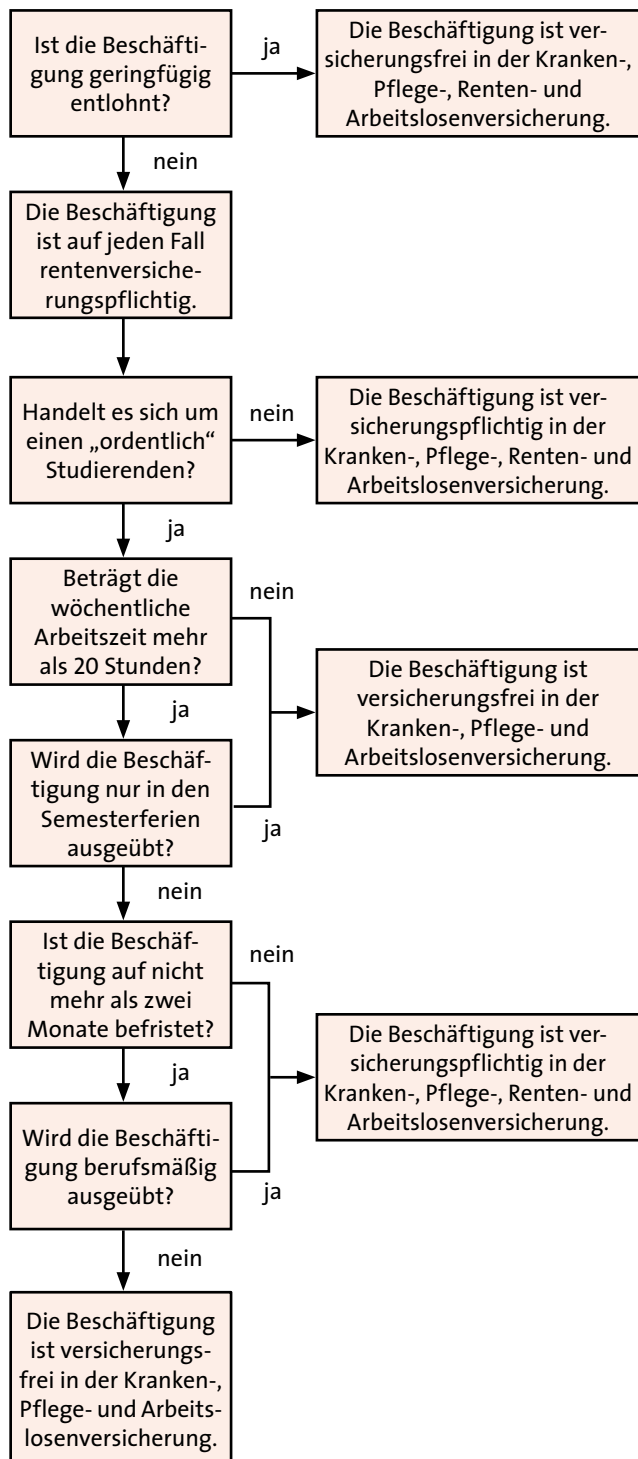 Ist die Beschäfti-
gung geringfügig
entlohnt?
ja
Die Beschäftigung ist ver-
sicherungsfrei in der Kranken-,
Pflege-, Renten- und
Arbeitslosenversicherung.
nein
Die Beschäftigung
ist auf jeden Fall
rentenversiche-
rungspflichtig.
Handelt es sich um
einen „ordentlich“
Studierenden?
nein
Die Beschäftigung ist ver-
sicherungspflichtig in der
Kranken-, Pflege-, Renten- und
Arbeitslosenversicherung.
ja
Beträgt die
wöchentliche
Arbeitszeit mehr
als 20 Stunden?
nein
ja
Die Beschäftigung ist
versicherungsfrei in der
Kranken-, Pflege- und
Arbeitslosenversicherung.
Wird die Beschäf-
tigung nur in den
Semesterferien
ausgeübt?
ja
nein
Ist die Beschäf-
tigung auf nicht
mehr als zwei
Monate befristet?
nein
ja
Die Beschäftigung ist ver-
sicherungspflichtig in der
Kranken-, Pflege-, Renten- und
Arbeitslosenversicherung.
Wird die Beschäfti-
gung berufsmäßig
ausgeübt?
ja
nein
Die Beschäftigung
ist versicherungs-
frei in der Kranken-,
Pflege- und Arbeits-
losenversicherung.